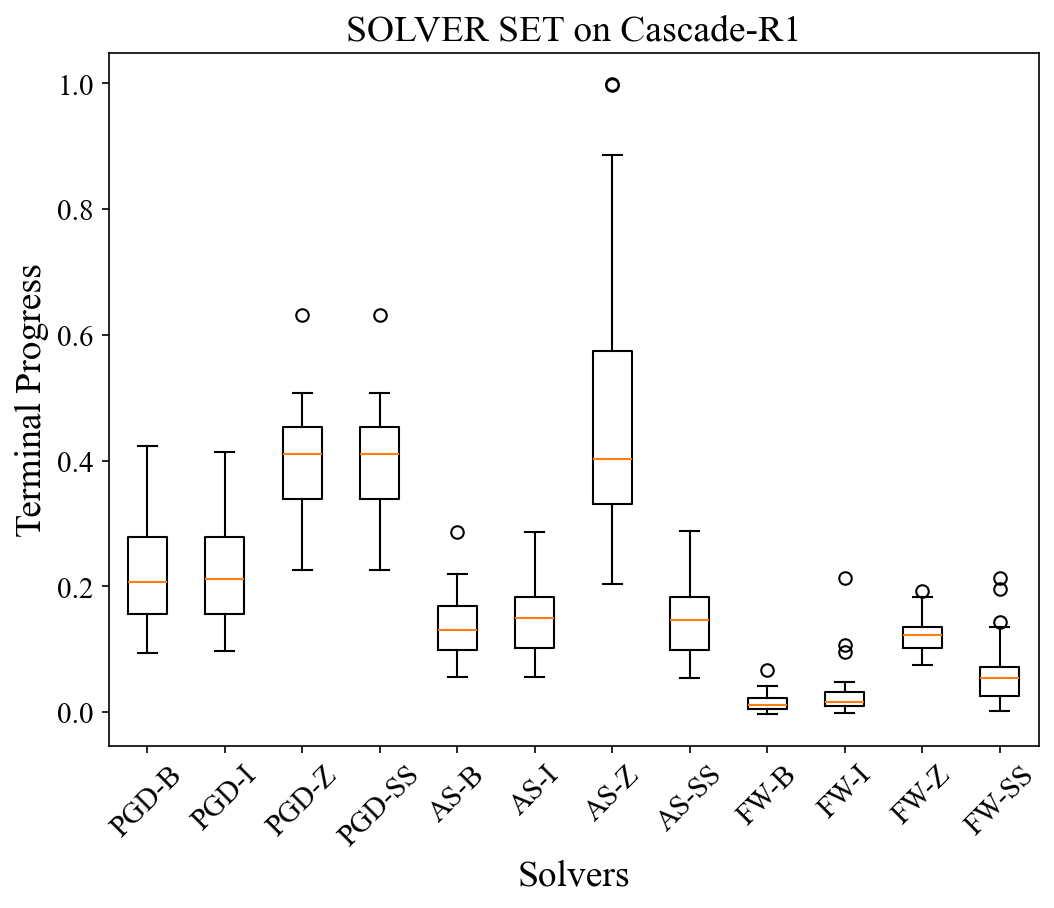 SOLVER SET on Cascade-R1
Terminal Progress
1.0
0.8
0.6
0.4
0.2
0.0
PGD-B
PGD-I
PGD-Z
PGD-SS
AS-B
AS-I
AS-Z
AS-SS
FW-B
FW-I
FW-Z
FW-SS
Solvers